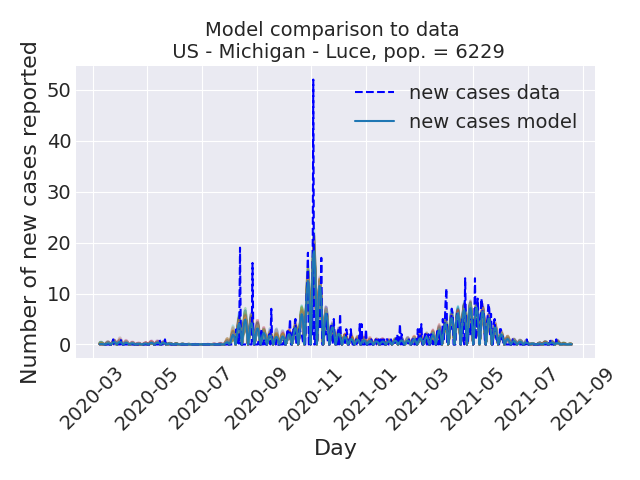 Model comparison to data
US - Michigan - Luce, pop. = 6229
Number of new cases reported
50
40
30
20
10
0
new cases data
new cases model
2020-03
2020-05
2020-07
2020-09
2020-11
2021-01
2021-03
2021-05
2021-07
2021-09
Day